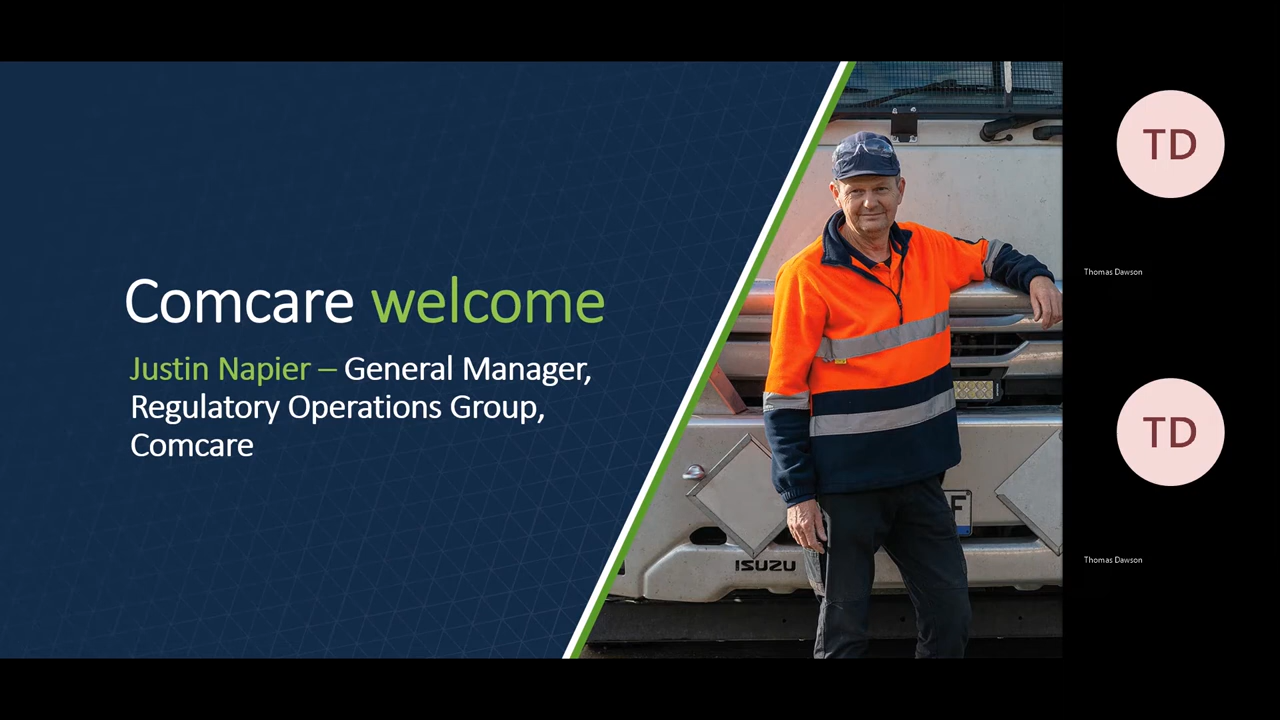 Comcare welcome
Justin Napier – General Manager,
Regulatory Operations Group,
Comcare
F
ISUZU
TD
Thomas Dawson
TD
Thomas Dawson